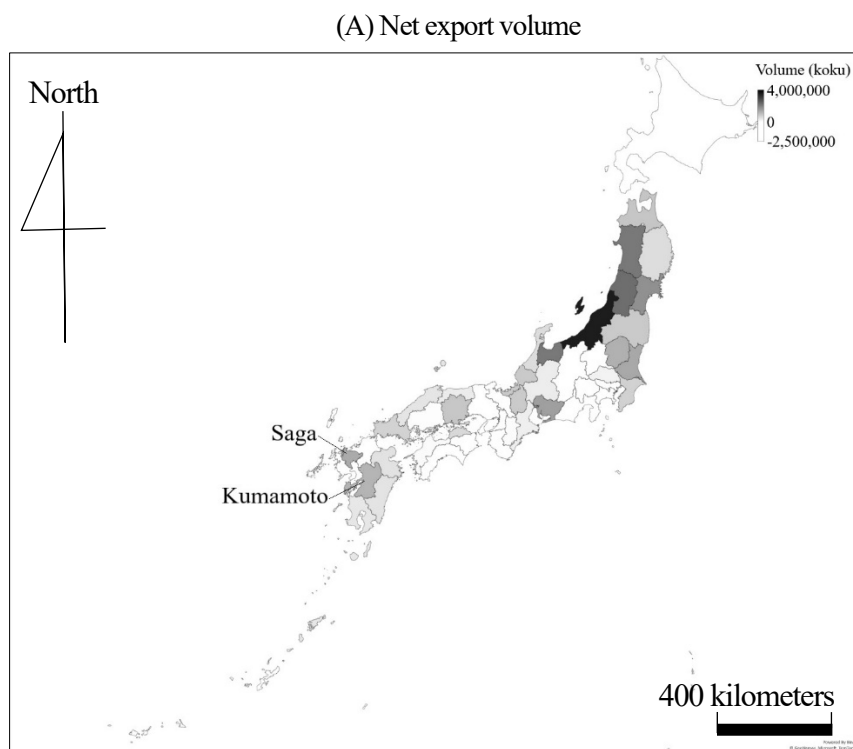 (A) Net export volume
North
Volume (koku)
4,000,000
0
-2,500,000
Saga
Kumamoto
400 kilometers